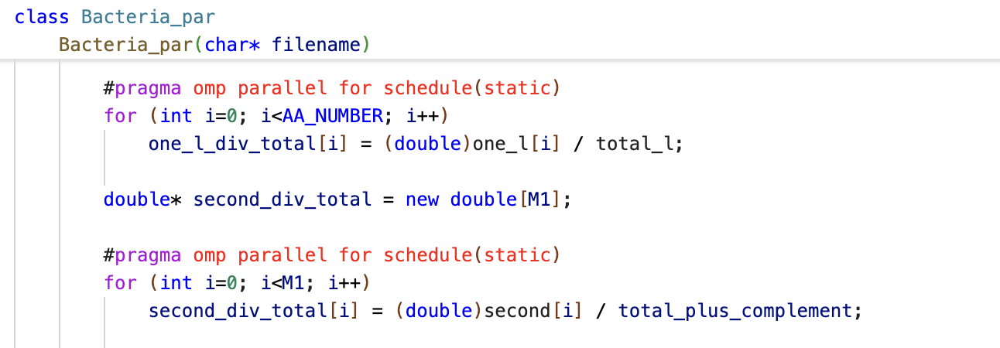 class Bacteria_par
Bacteria_par(char* filename)
#pragma omp parallel for schedule(static)
for (int i=0; i<AA_NUMBER; i++)
one_l_div_total[i] = (double)one_l[i] / total_l;
double* second_div_total = new double[M1];
#pragma omp parallel for schedule(static)
for (int i=0; i<M1; i++)
second_div_total[i] = (double)second[i] / total_plus_complement;